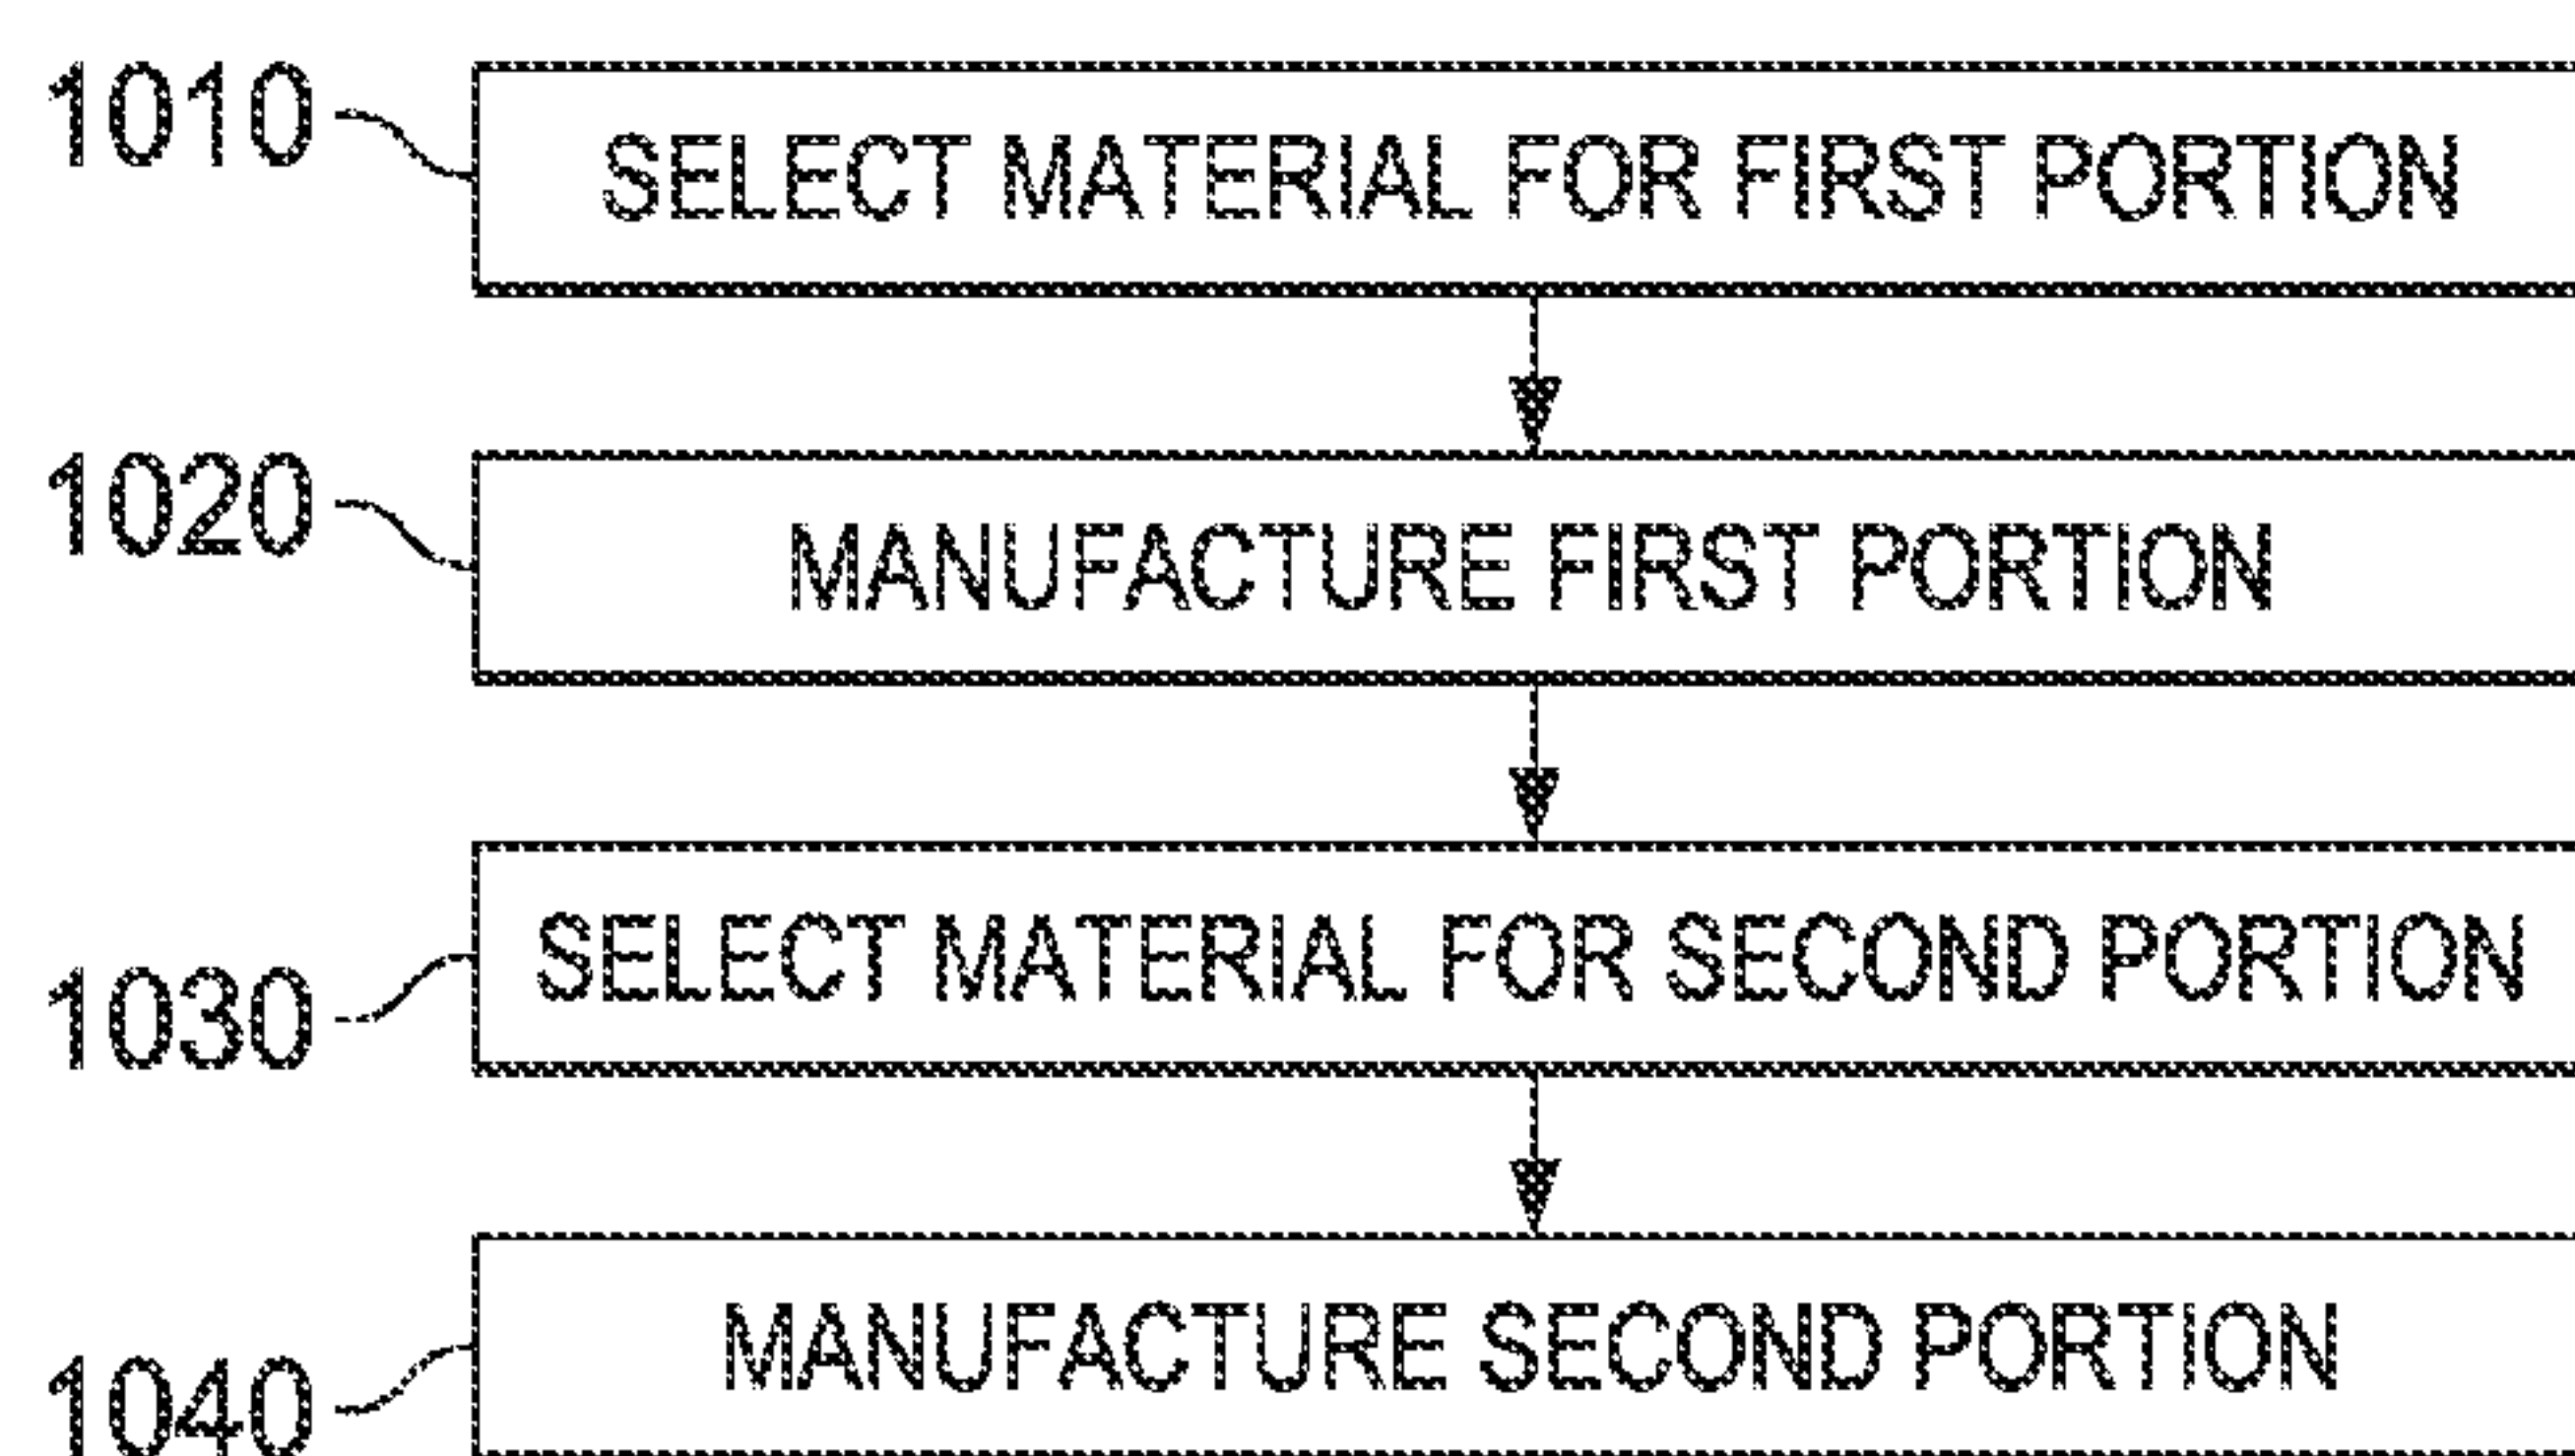 1010 SELECT MATERIAL FOR FIRST PORTION
1020 MANUFACTURE FIRST PORTION
1030 SELECT MATERIAL FOR SECOND PORTION
1040 MANUFACTURE SECOND PORTION